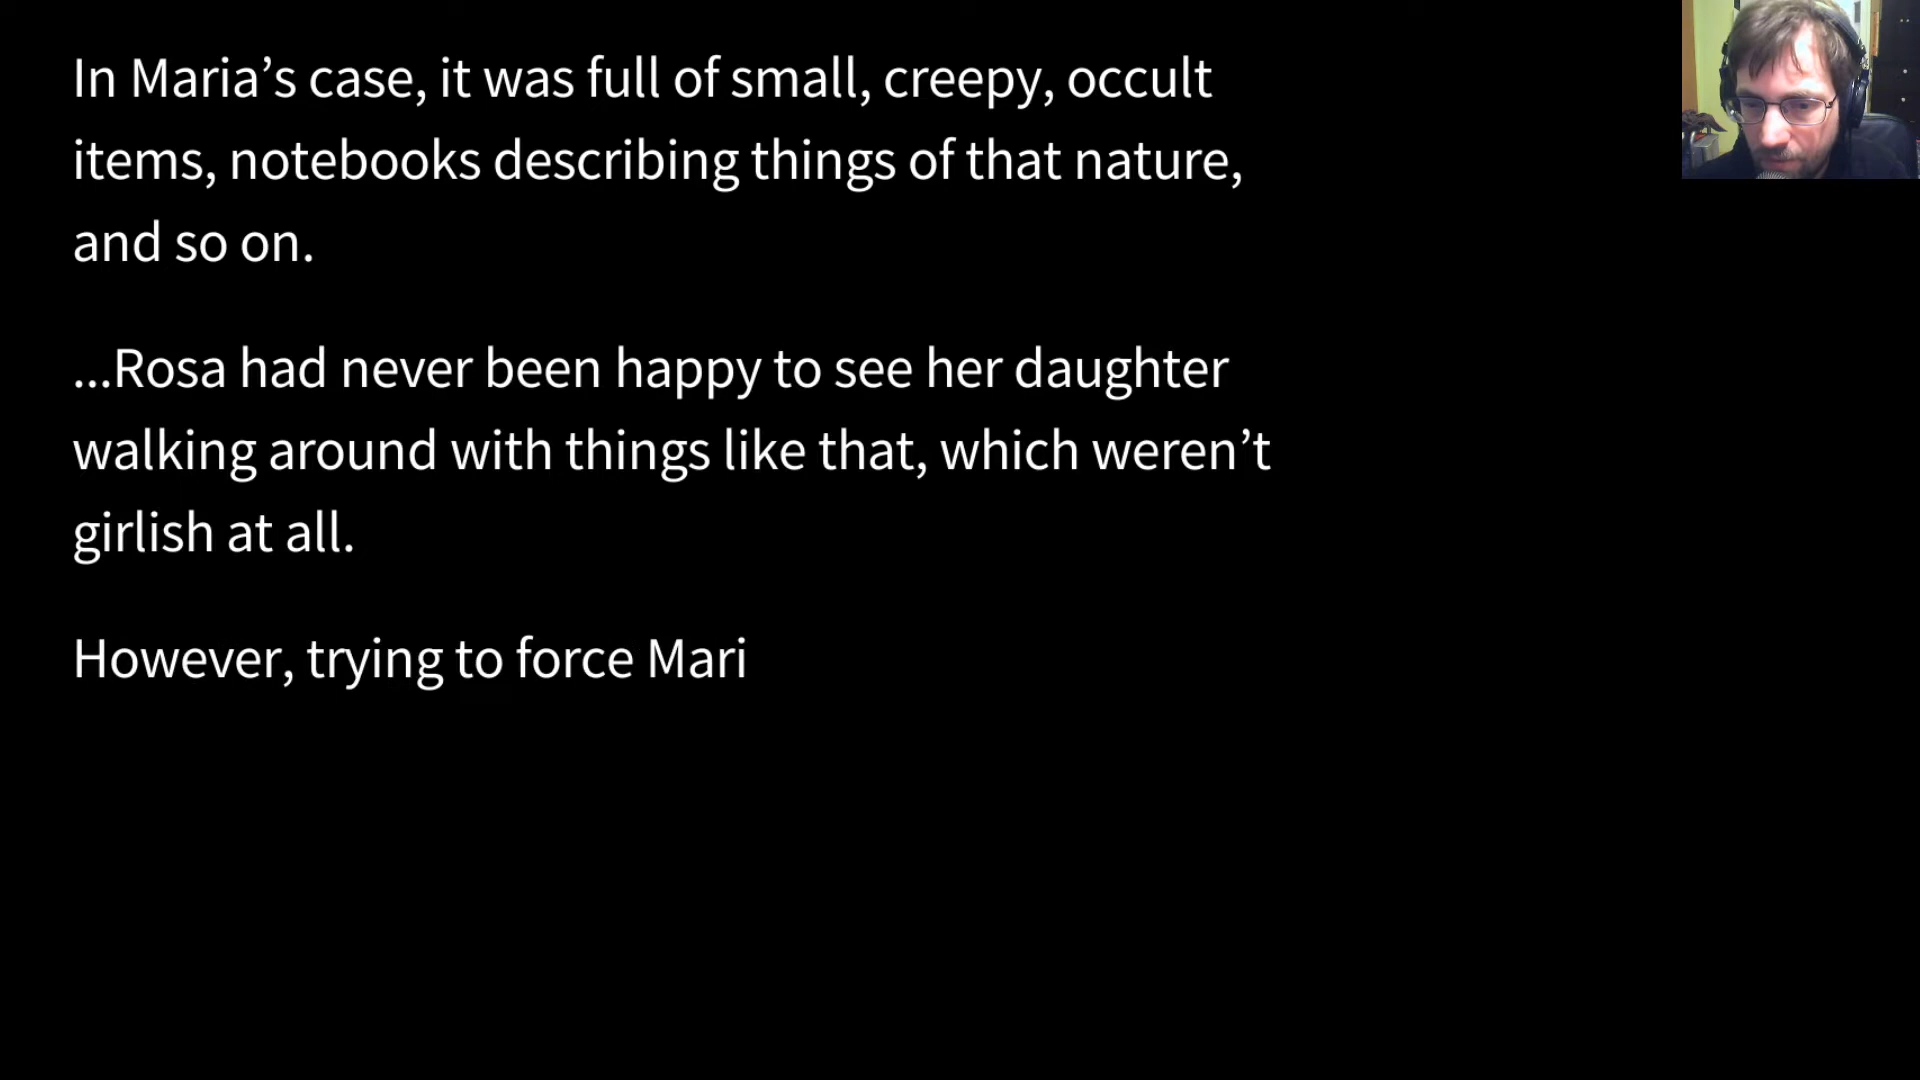 In Maria’s case, it was full of small, creepy, occult
items, notebooks describing things of that nature,
and so on.
...Rosa had never been happy to see her daughter
walking around with things like that, which weren’t
girlish at all.
However, trying to force Mari